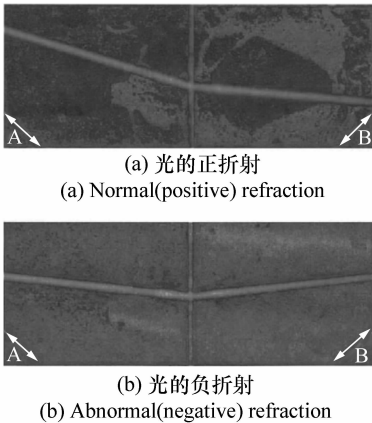 A B
(a) 光的正折射
(a) Normal(positive) refraction
A B
(b) 光的负折射
(b) Abnormal(negative) refraction